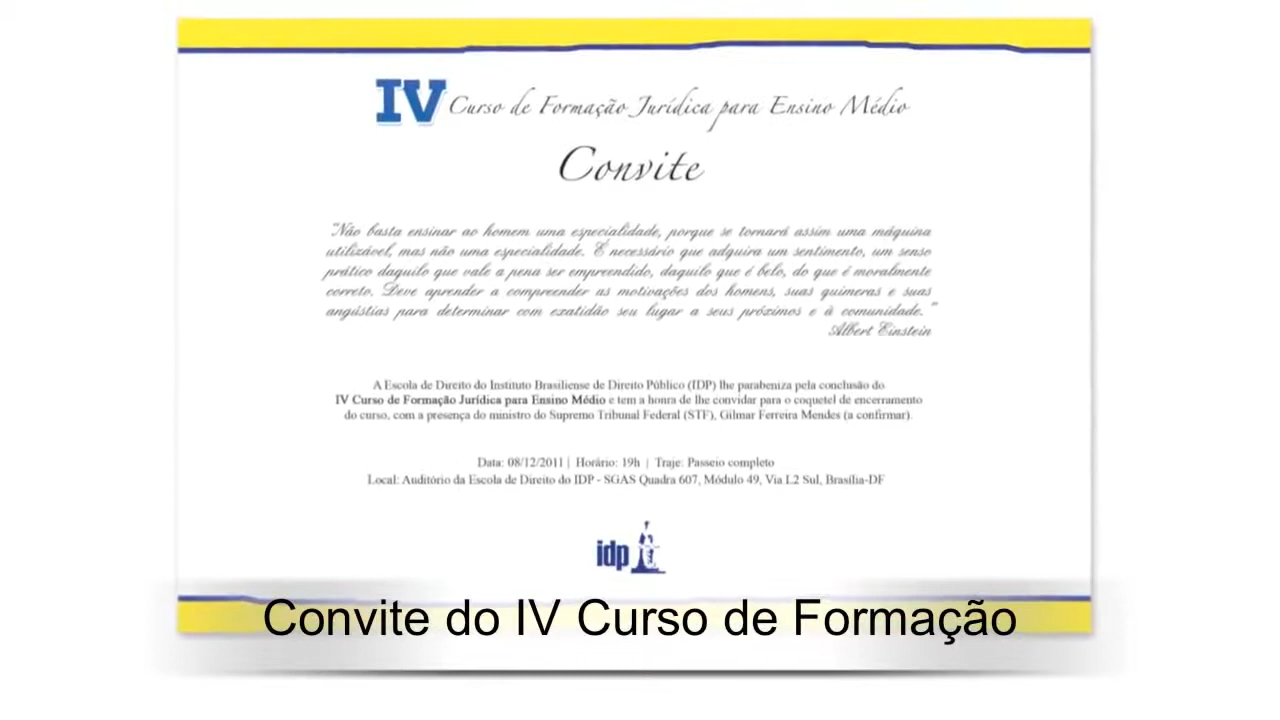 IV Curso de Formação Jurídica para Ensino Médio
Convite
"Não basta ensinar ao homem uma especialidade, porque se tornará assim uma máquina
utilizável, mas não uma especialidade. É necessário que adquira um sentimento, um senso
prático daquilo que vale a pena ser empreendido, daquilo que é belo, do que é moralmente
correto. Deve aprender a compreender as motivações dos homens, suas quimeras e suas
angústias para determinar com exatidão seu lugar a seus próximos e à comunidade."
Albert Einstein
A Escola de Direito do Instituto Brasiliense de Direito Público (IDP) lhe parabeniza pela conclusão do
IV Curso de Formação Jurídica para Ensino Médio e tem a honra de lhe convidar para o coquetel de encerramento
do curso, com a presença do ministro do Supremo Tribunal Federal (STF), Gilmar Ferreira Mendes (a confirmar).
Data: 08/12/2011 | Horário: 19h | Traje: Passeio completo
Local: Auditório da Escola de Direito do IDP - SGAS Quadra 607, Módulo 49, Via L2 Sul, Brasília-DF
idp
Convite do IV Curso de Formação